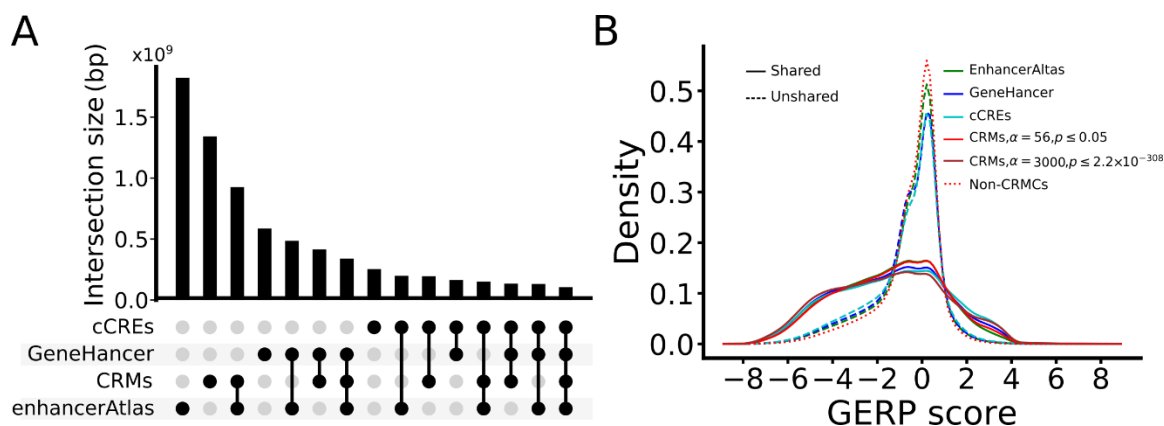 A
x10⁹
Intersection size (bp)
1.5
1.0
0.5
0.0
cCREs
GeneHancer
CRMs
enhancerAtlas
B
Density
0.5
0.4
0.3
0.2
0.1
0.0
Shared
Unshared
EnhancerAltas
GeneHancer
cCREs
CRMs, α = 56, p ≤ 0.05
CRMs, α = 3000, p ≤ 2.2×10⁻³⁰⁸
Non-CRMCs
−8 −6 −4 −2 0 2 4 6 8
GERP score